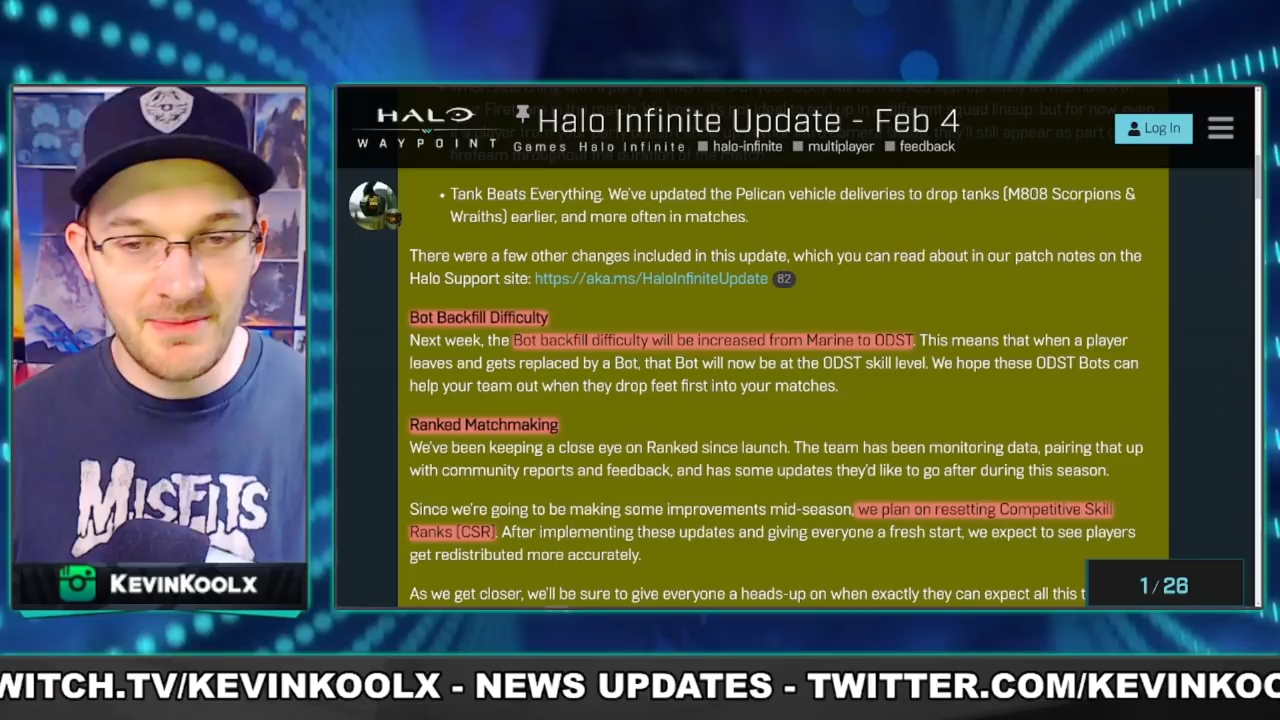 HALO
WAYPOINT
Halo Infinite Update - Feb 4
Games Halo Infinite halo-infinite multiplayer feedback
Log In
• Tank Beats Everything. We've updated the Pelican vehicle deliveries to drop tanks (M808 Scorpions &
Wraiths) earlier, and more often in matches.
There were a few other changes included in this update, which you can read about in our patch notes on the
Halo Support site: https://aka.ms/HaloInfiniteUpdate 82
Bot Backfill Difficulty
Next week, the Bot backfill difficulty will be increased from Marine to ODST. This means that when a player
leaves and gets replaced by a Bot, that Bot will now be at the ODST skill level. We hope these ODST Bots can
help your team out when they drop feet first into your matches.
Ranked Matchmaking
We've been keeping a close eye on Ranked since launch. The team has been monitoring data, pairing that up
with community reports and feedback, and has some updates they'd like to go after during this season.
Since we're going to be making some improvements mid-season, we plan on resetting Competitive Skill
Ranks (CSR). After implementing these updates and giving everyone a fresh start, we expect to see players
get redistributed more accurately.
As we get closer, we'll be sure to give everyone a heads-up on when exactly they can expect all this t
1 / 26
MISFITS
KEVINKOOLX
WITCH.TV/KEVINKOOLX - NEWS UPDATES - TWITTER.COM/KEVINKOO